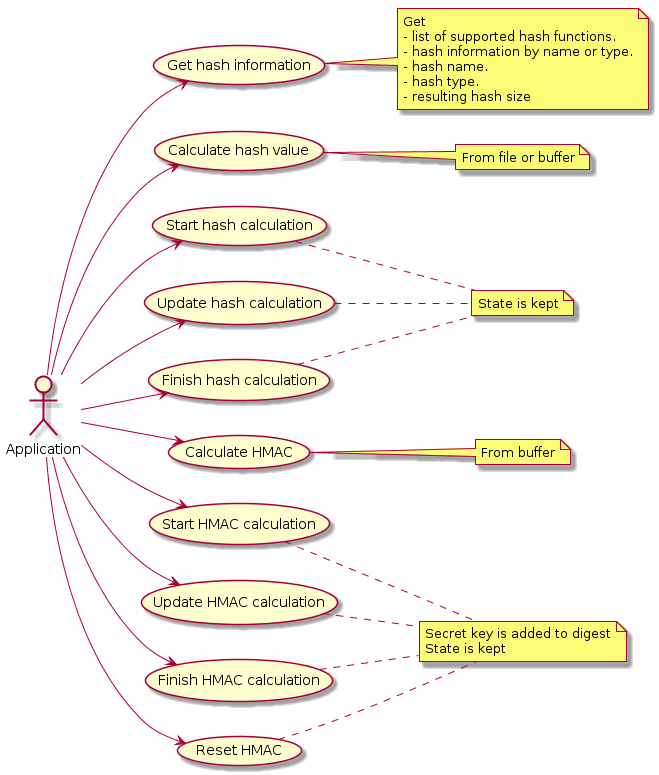 Get
- list of supported hash functions.
- hash information by name or type.
- hash name.
- hash type.
- resulting hash size
Get hash information
Calculate hash value
From file or buffer
Start hash calculation
Update hash calculation
State is kept
Finish hash calculation
Application
Calculate HMAC
From buffer
Start HMAC calculation
Update HMAC calculation
Secret key is added to digest
State is kept
Finish HMAC calculation
Reset HMAC